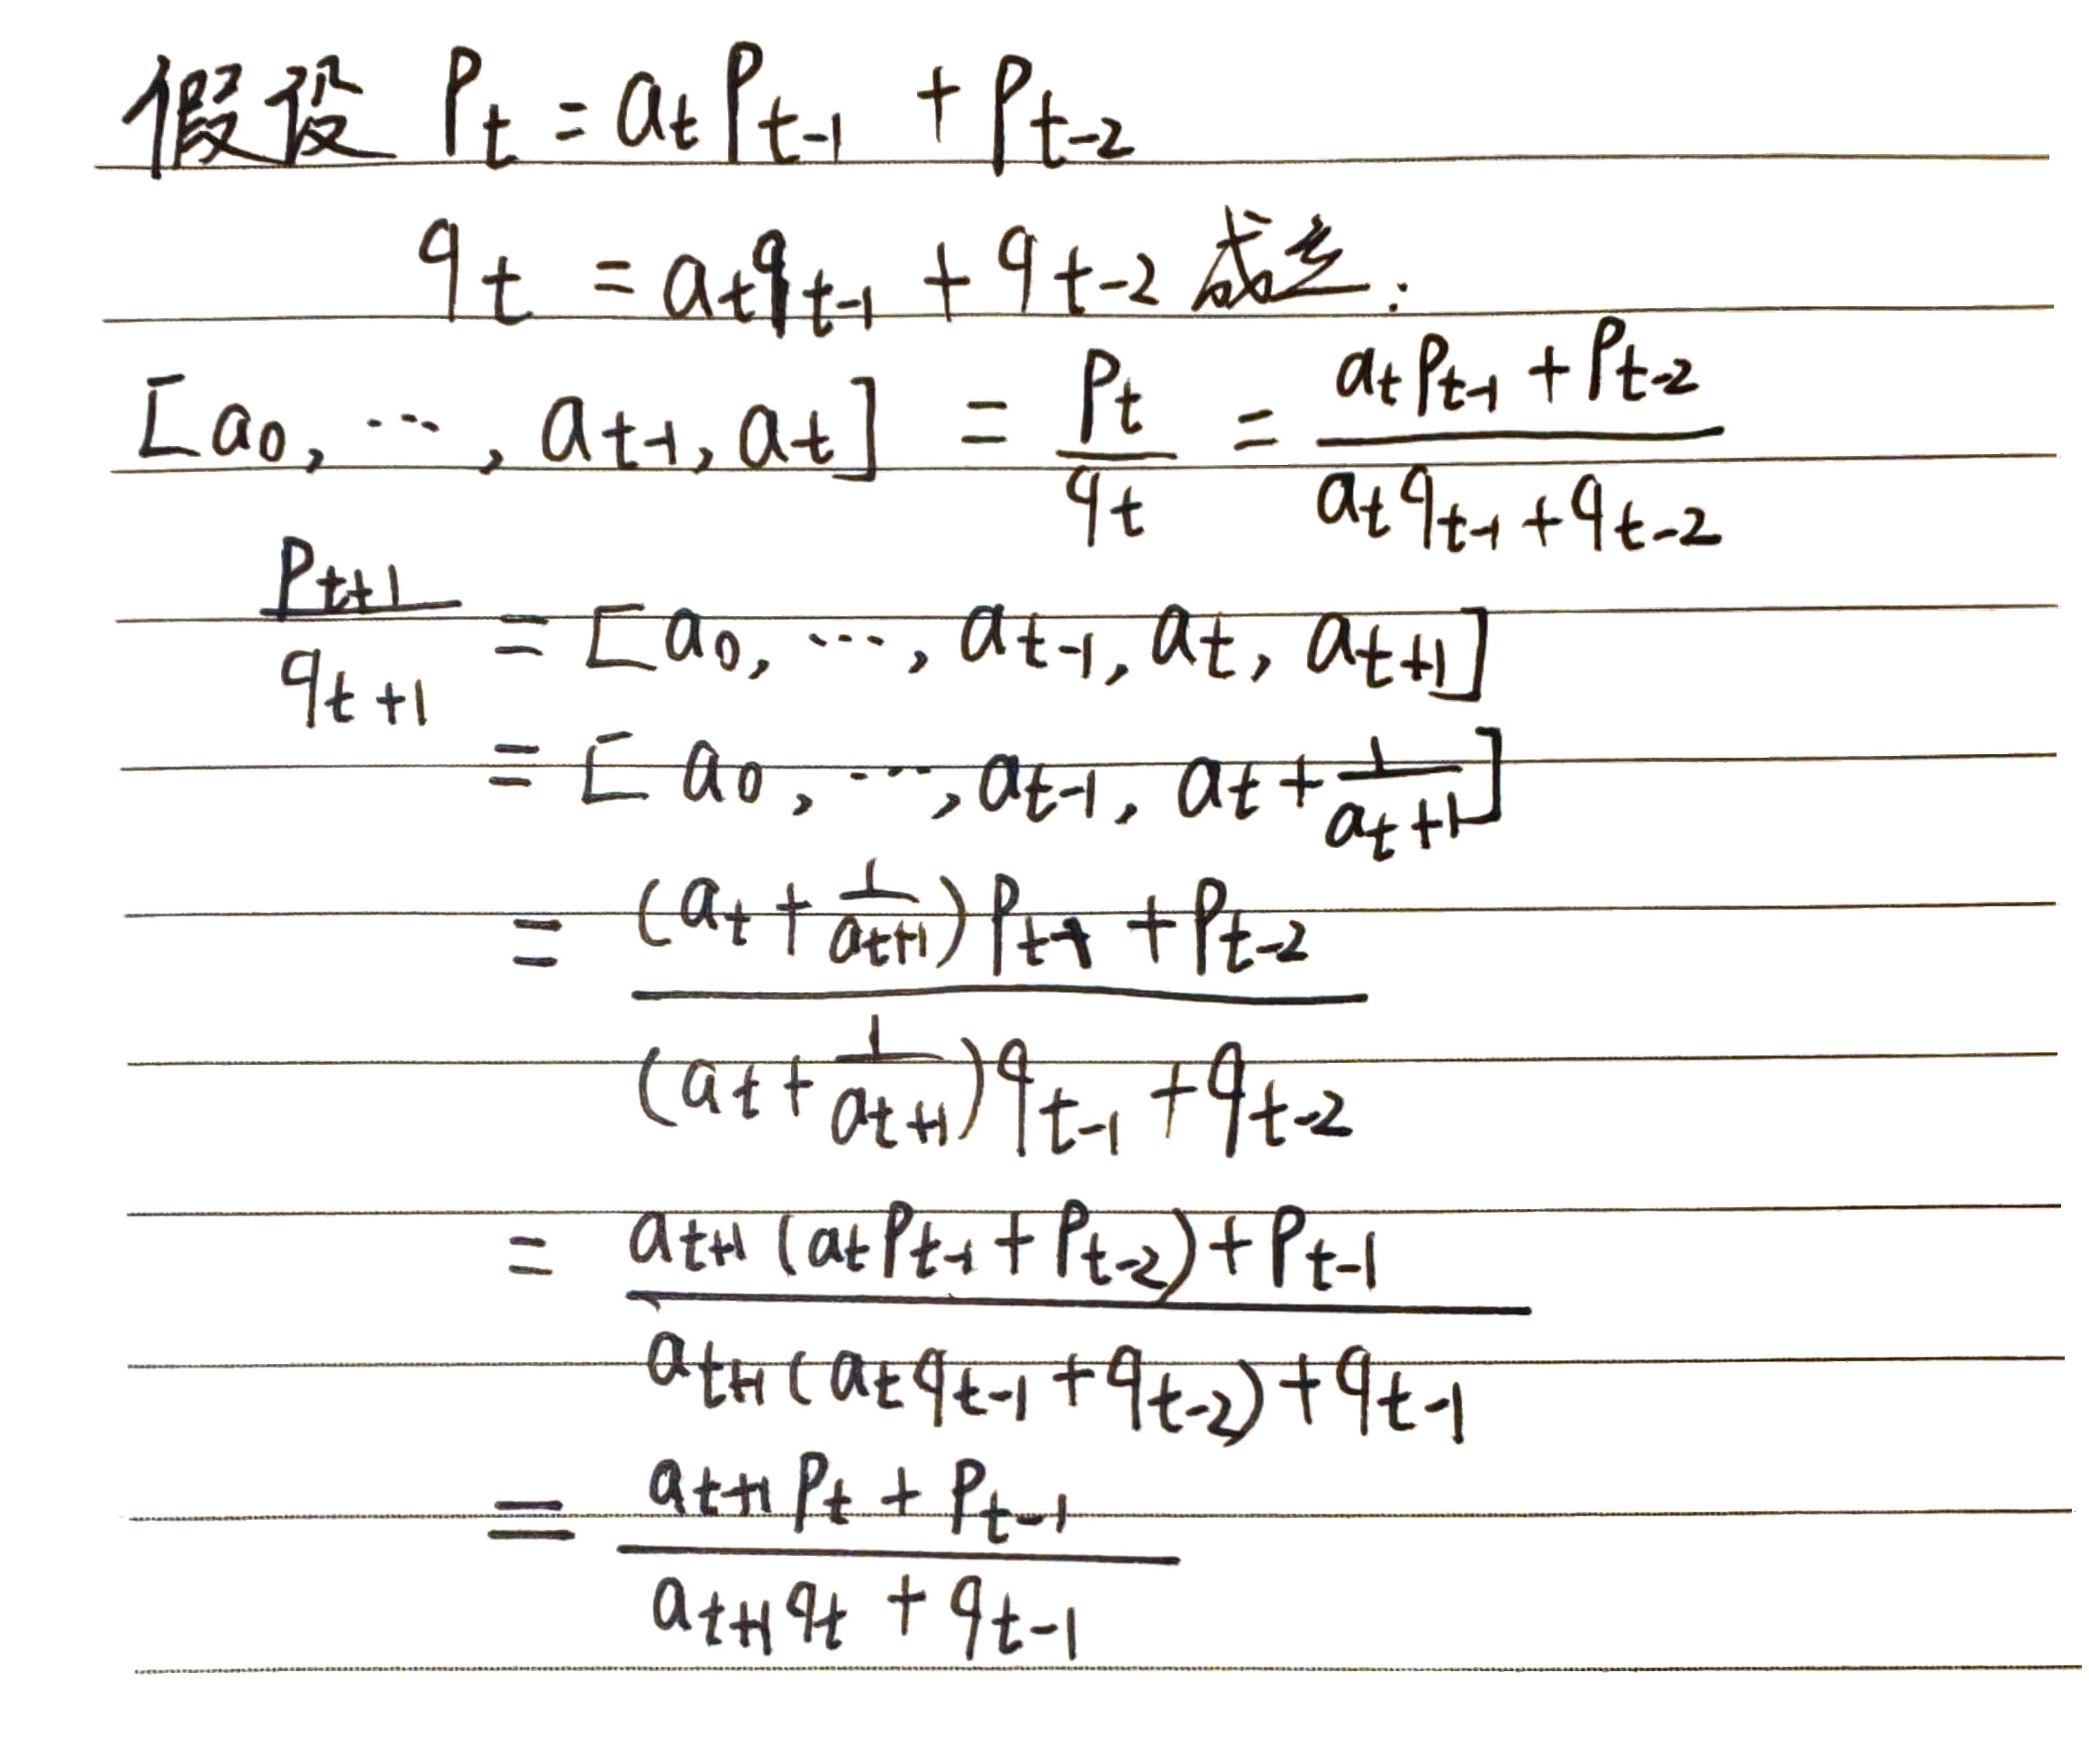 假设 P_t = a_t P_{t-1} + P_{t-2}
q_t = a_t q_{t-1} + q_{t-2} 成立.
[a_0, ⋯, a_{t-1}, a_t] = \frac{P_t}{q_t} = \frac{a_t P_{t-1} + P_{t-2}}{a_t q_{t-1} + q_{t-2}}
\frac{P_{t+1}}{q_{t+1}} = [a_0, ⋯, a_{t-1}, a_t, a_{t+1}]
= [a_0, ⋯, a_{t-1}, a_t + \frac{1}{a_{t+1}}]
= \frac{(a_t + \frac{1}{a_{t+1}}) P_{t-1} + P_{t-2}}{(a_t + \frac{1}{a_{t+1}}) q_{t-1} + q_{t-2}}
= \frac{a_{t+1} (a_t P_{t-1} + P_{t-2}) + P_{t-1}}{a_{t+1} (a_t q_{t-1} + q_{t-2}) + q_{t-1}}
= \frac{a_{t+1} P_t + P_{t-1}}{a_{t+1} q_t + q_{t-1}}